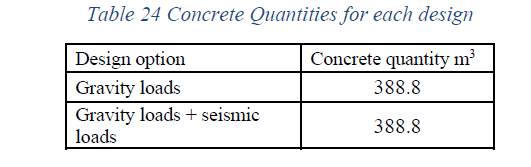 Table 24 Concrete Quantities for each design
Design option Concrete quantity m³
Gravity loads 388.8
Gravity loads + seismic
loads 388.8